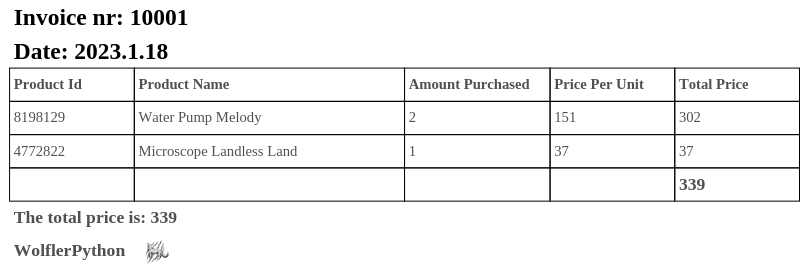 Invoice nr: 10001
Date: 2023.1.18
Product Id Product Name Amount Purchased Price Per Unit Total Price
8198129 Water Pump Melody 2 151 302
4772822 Microscope Landless Land 1 37 37
339
The total price is: 339
WolflerPython